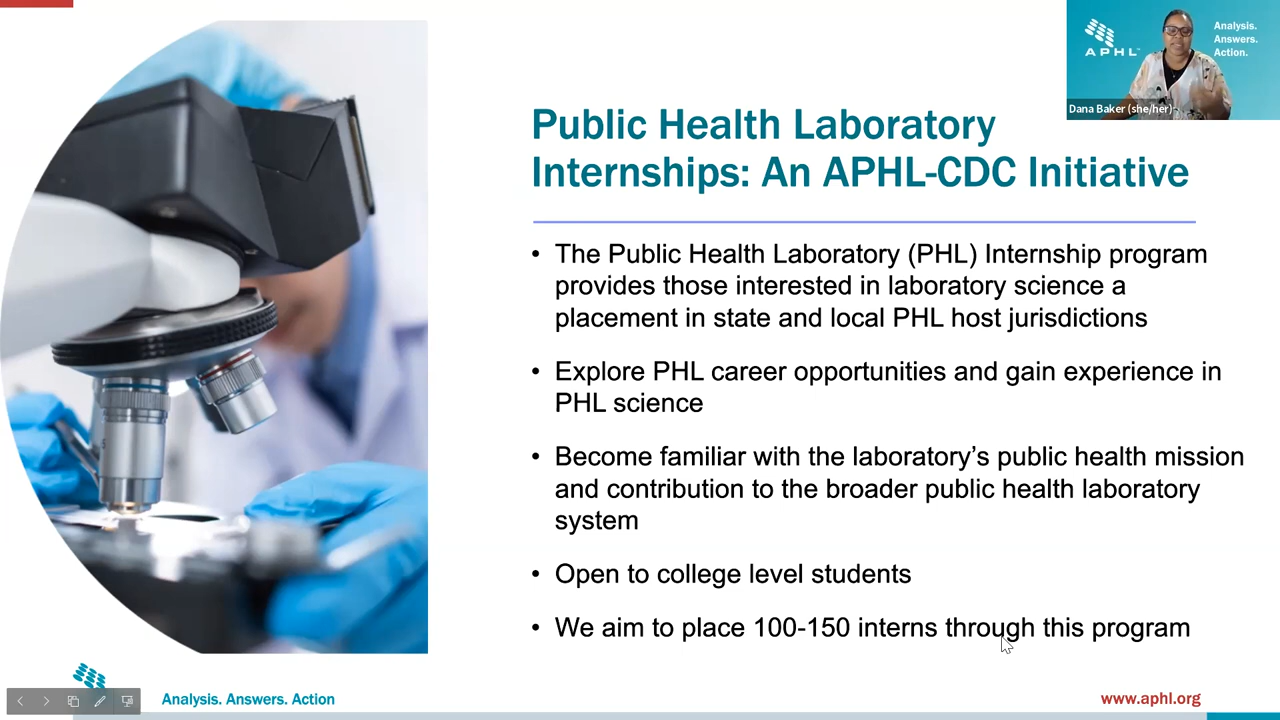 APHL
Analysis.
Answers.
Action.
Dana Baker (she/her)
Public Health Laboratory
Internships: An APHL-CDC Initiative
• The Public Health Laboratory (PHL) Internship program
provides those interested in laboratory science a
placement in state and local PHL host jurisdictions
• Explore PHL career opportunities and gain experience in
PHL science
• Become familiar with the laboratory’s public health mission
and contribution to the broader public health laboratory
system
• Open to college level students
• We aim to place 100-150 interns through this program
Analysis. Answers. Action
www.aphl.org